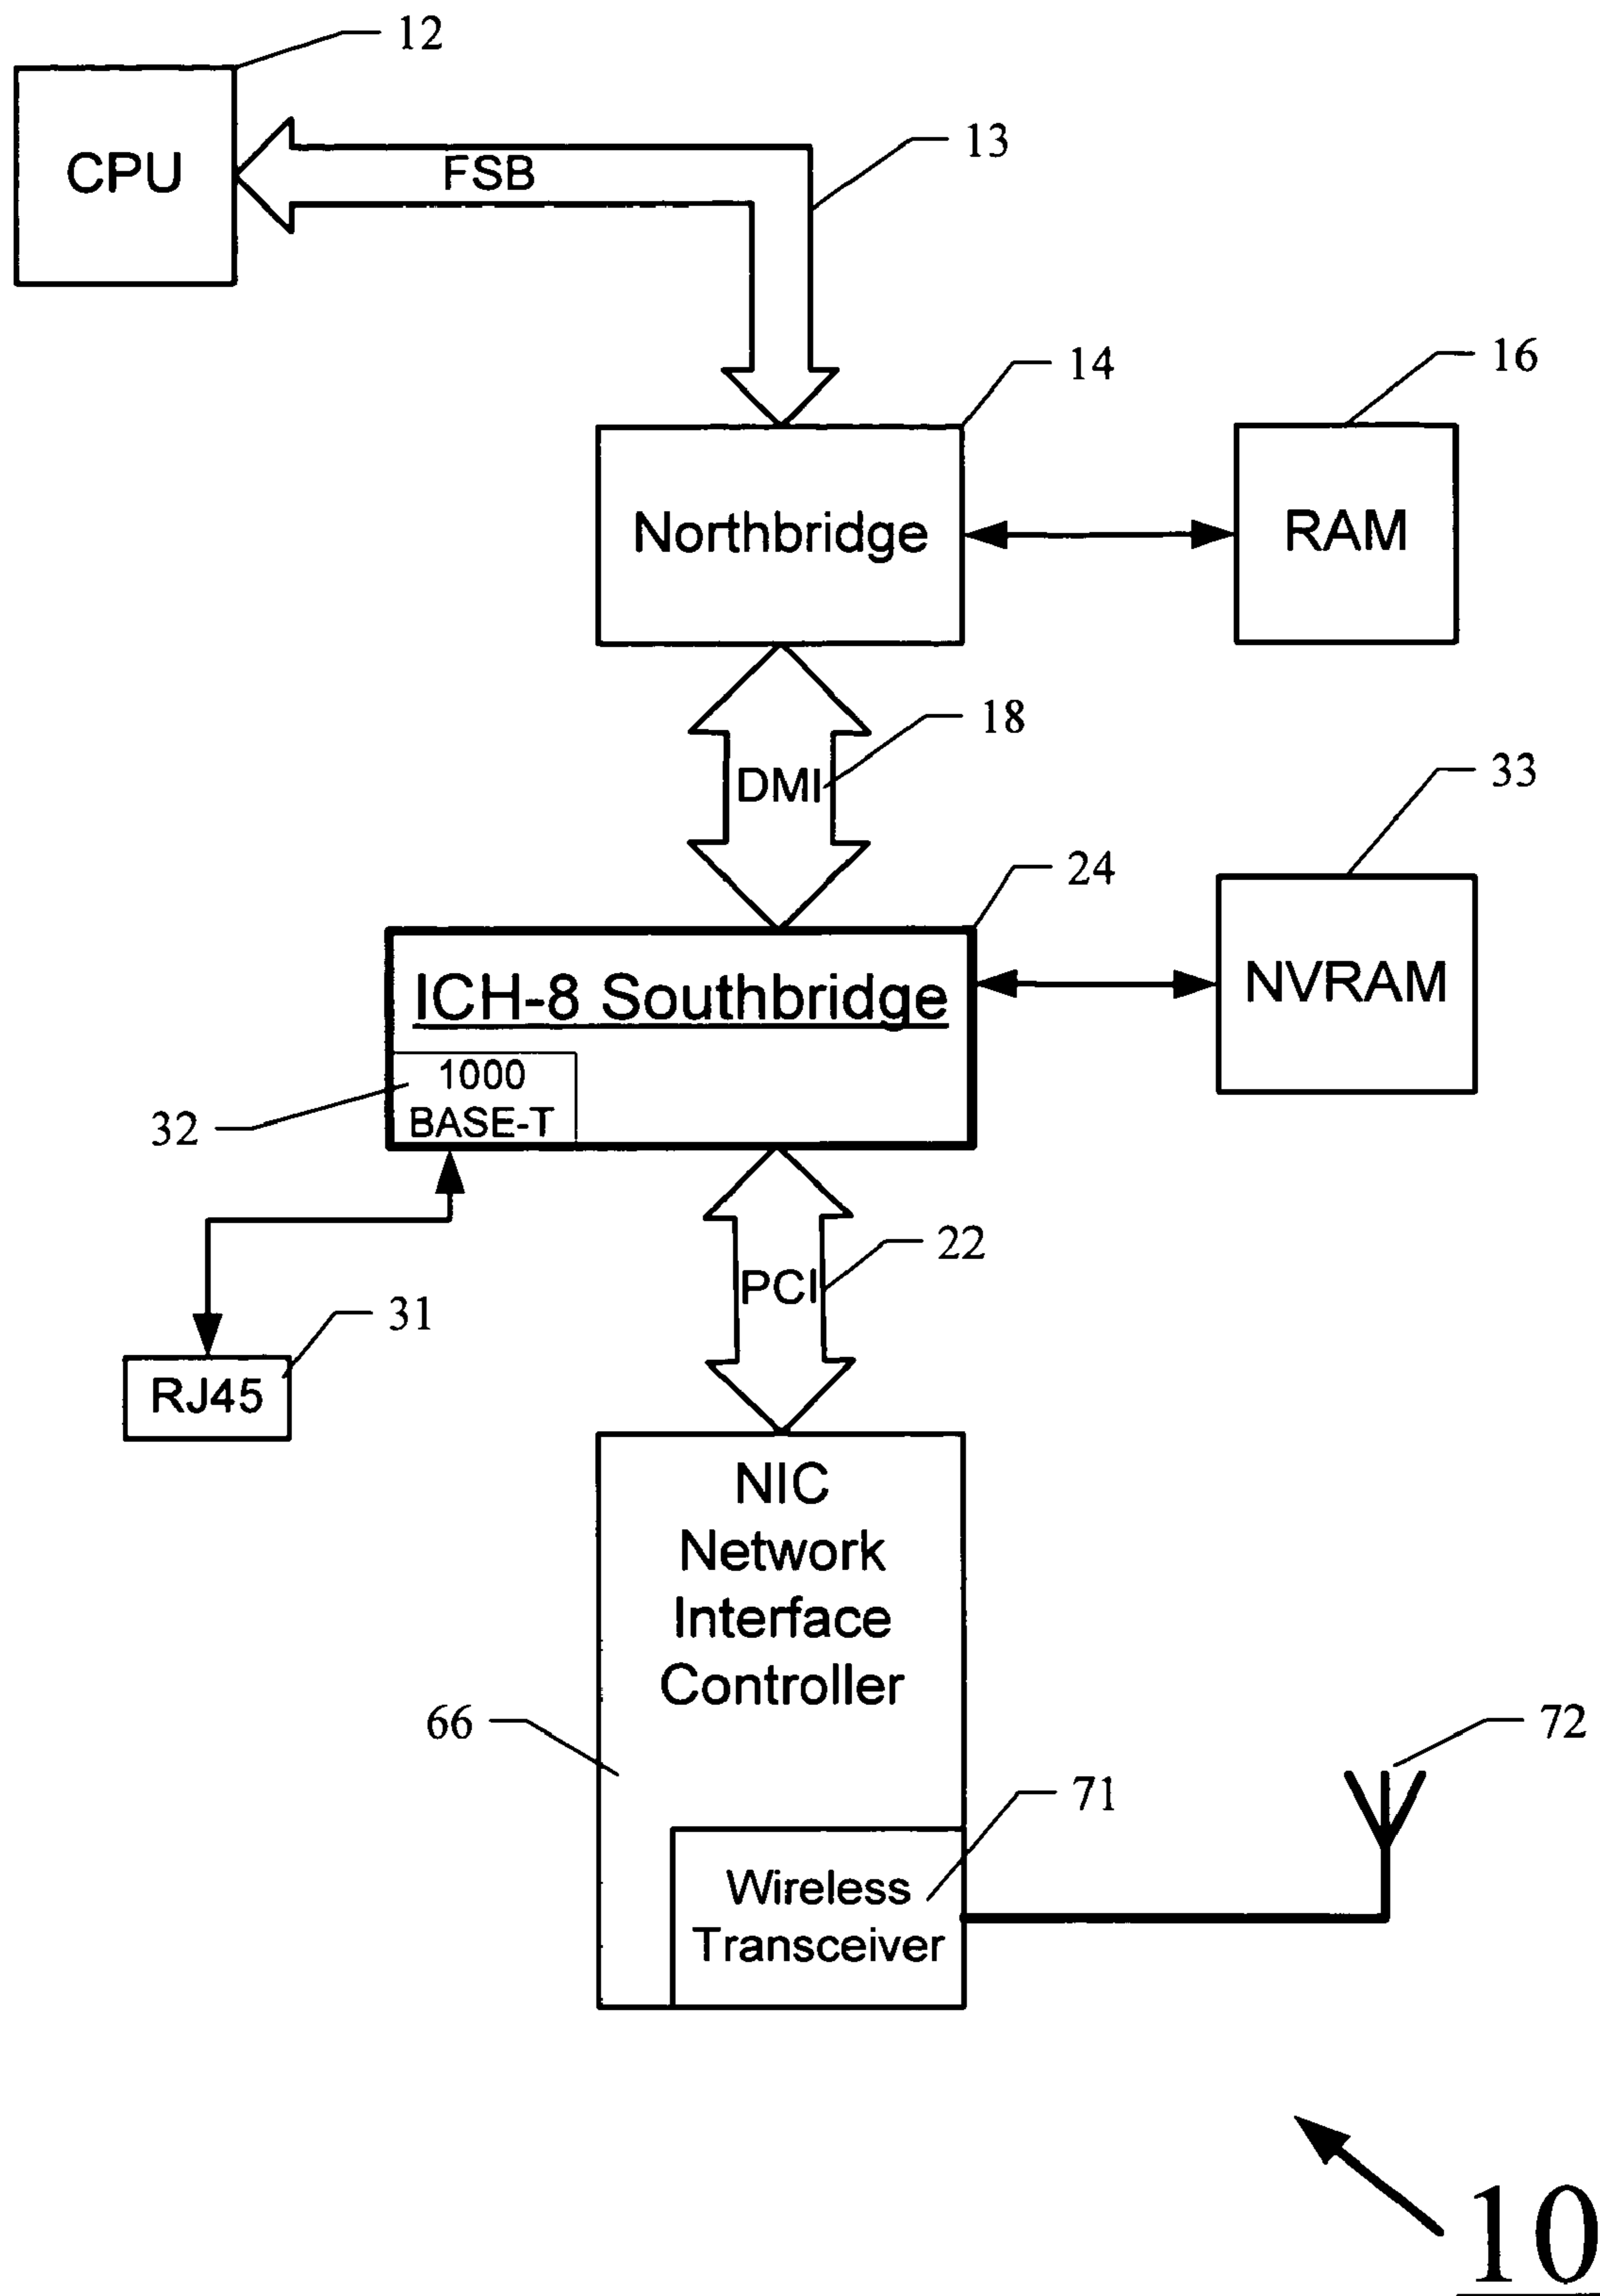 12
CPU
FSB
13
14
16
Northbridge
RAM
18
DMI
33
24
ICH-8 Southbridge
NVRAM
1000
BASE-T
32
22
PCI
31
RJ45
NIC
Network
Interface
Controller
66
72
71
Wireless
Transceiver
10